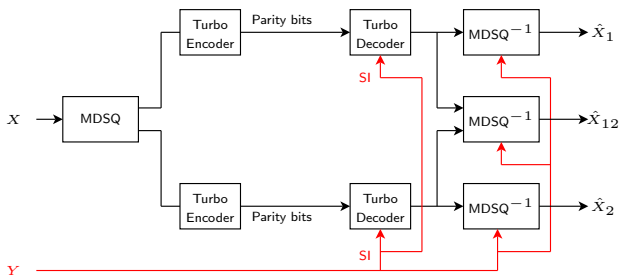 Turbo
Encoder
Parity bits
Turbo
Decoder
MDSQ⁻¹
X̂₁
SI
X
MDSQ
MDSQ⁻¹
X̂₁₂
Turbo
Encoder
Parity bits
Turbo
Decoder
MDSQ⁻¹
X̂₂
SI
Y